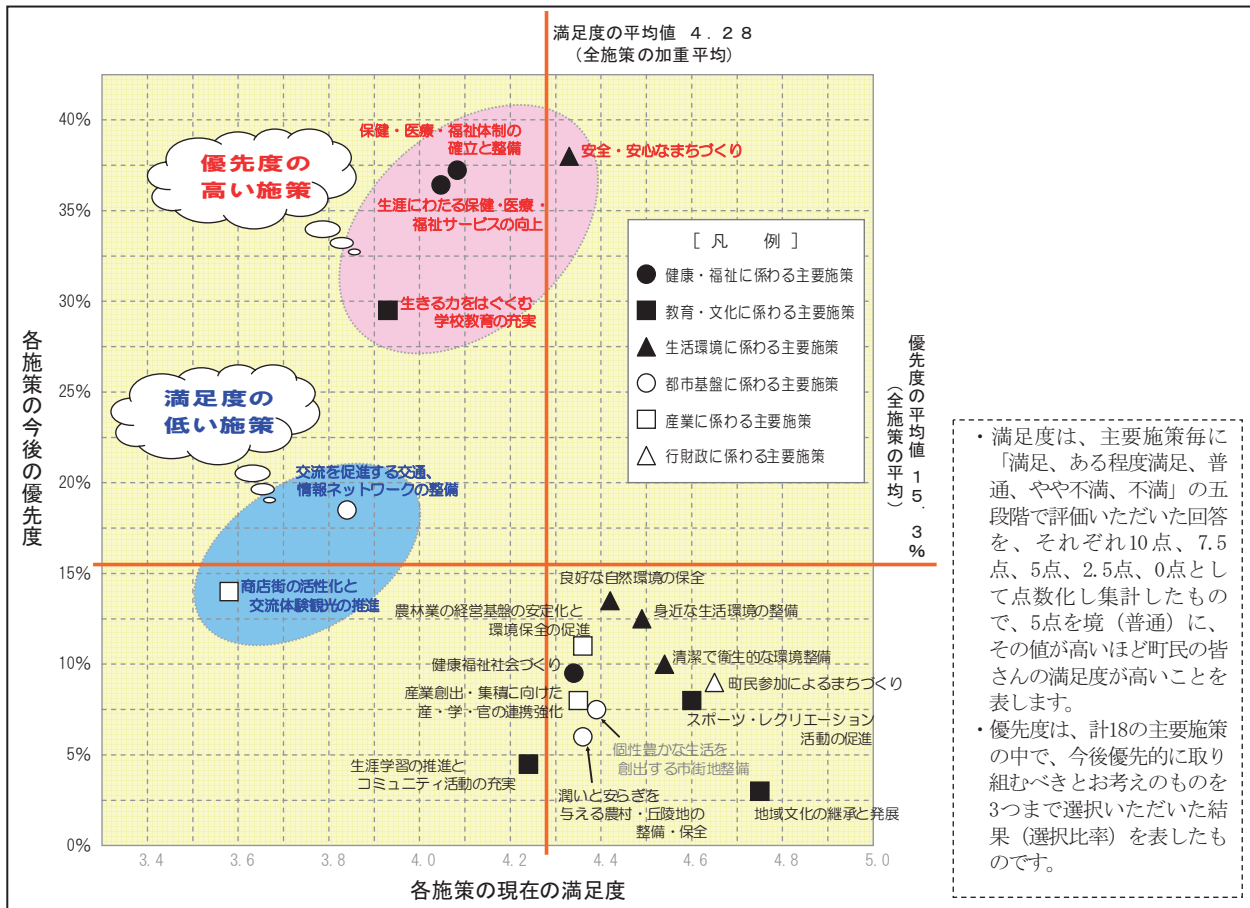 満足度の平均値 4.28
(全施策の加重平均)
40%
35%
30%
25%
20%
15%
10%
5%
0%
各施策の今後の優先度
優先度の
高い施策
保健・医療・福祉体制の
確立と整備
安全・安心なまちづくり
生涯にわたる保健・医療・
福祉サービスの向上
生きる力をはぐくむ
学校教育の充実
[凡 例]
健康・福祉に係わる主要施策
教育・文化に係わる主要施策
生活環境に係わる主要施策
都市基盤に係わる主要施策
産業に係わる主要施策
行財政に係わる主要施策
優先度の平均値 15.3%
(全施策の平均)
満足度の
低い施策
交流を促進する交通、
情報ネットワークの整備
商店街の活性化と
交流体験観光の推進
良好な自然環境の保全
農林業の経営基盤の安定化と
環境保全の促進
身近な生活環境の整備
健康福祉社会づくり
清潔で衛生的な環境整備
産業創出・集積に向けた
産・学・官の連携強化
町民参加によるまちづくり
スポーツ・レクリエーション
活動の促進
個性豊かな生活を
創出する市街地整備
生涯学習の推進と
コミュニティ活動の充実
潤いと安らぎを
与える農村・丘陵地の
整備・保全
地域文化の継承と発展
3.4 3.6 3.8 4.0 4.2 4.4 4.6 4.8 5.0
各施策の現在の満足度
・満足度は、主要施策毎に
「満足、ある程度満足、普
通、やや不満、不満」の五
段階で評価いただいた回答
を、それぞれ10点、7.5
点、5点、2.5点、0点とし
て点数化し集計したもの
で、5点を境(普通)に、
その値が高いほど町民の皆
さんの満足度が高いことを
表します。
・優先度は、計18の主要施策
の中で、今後優先的に取り
組むべきとお考えのものを
3つまで選択いただいた結
果(選択比率)を表したも
のです。